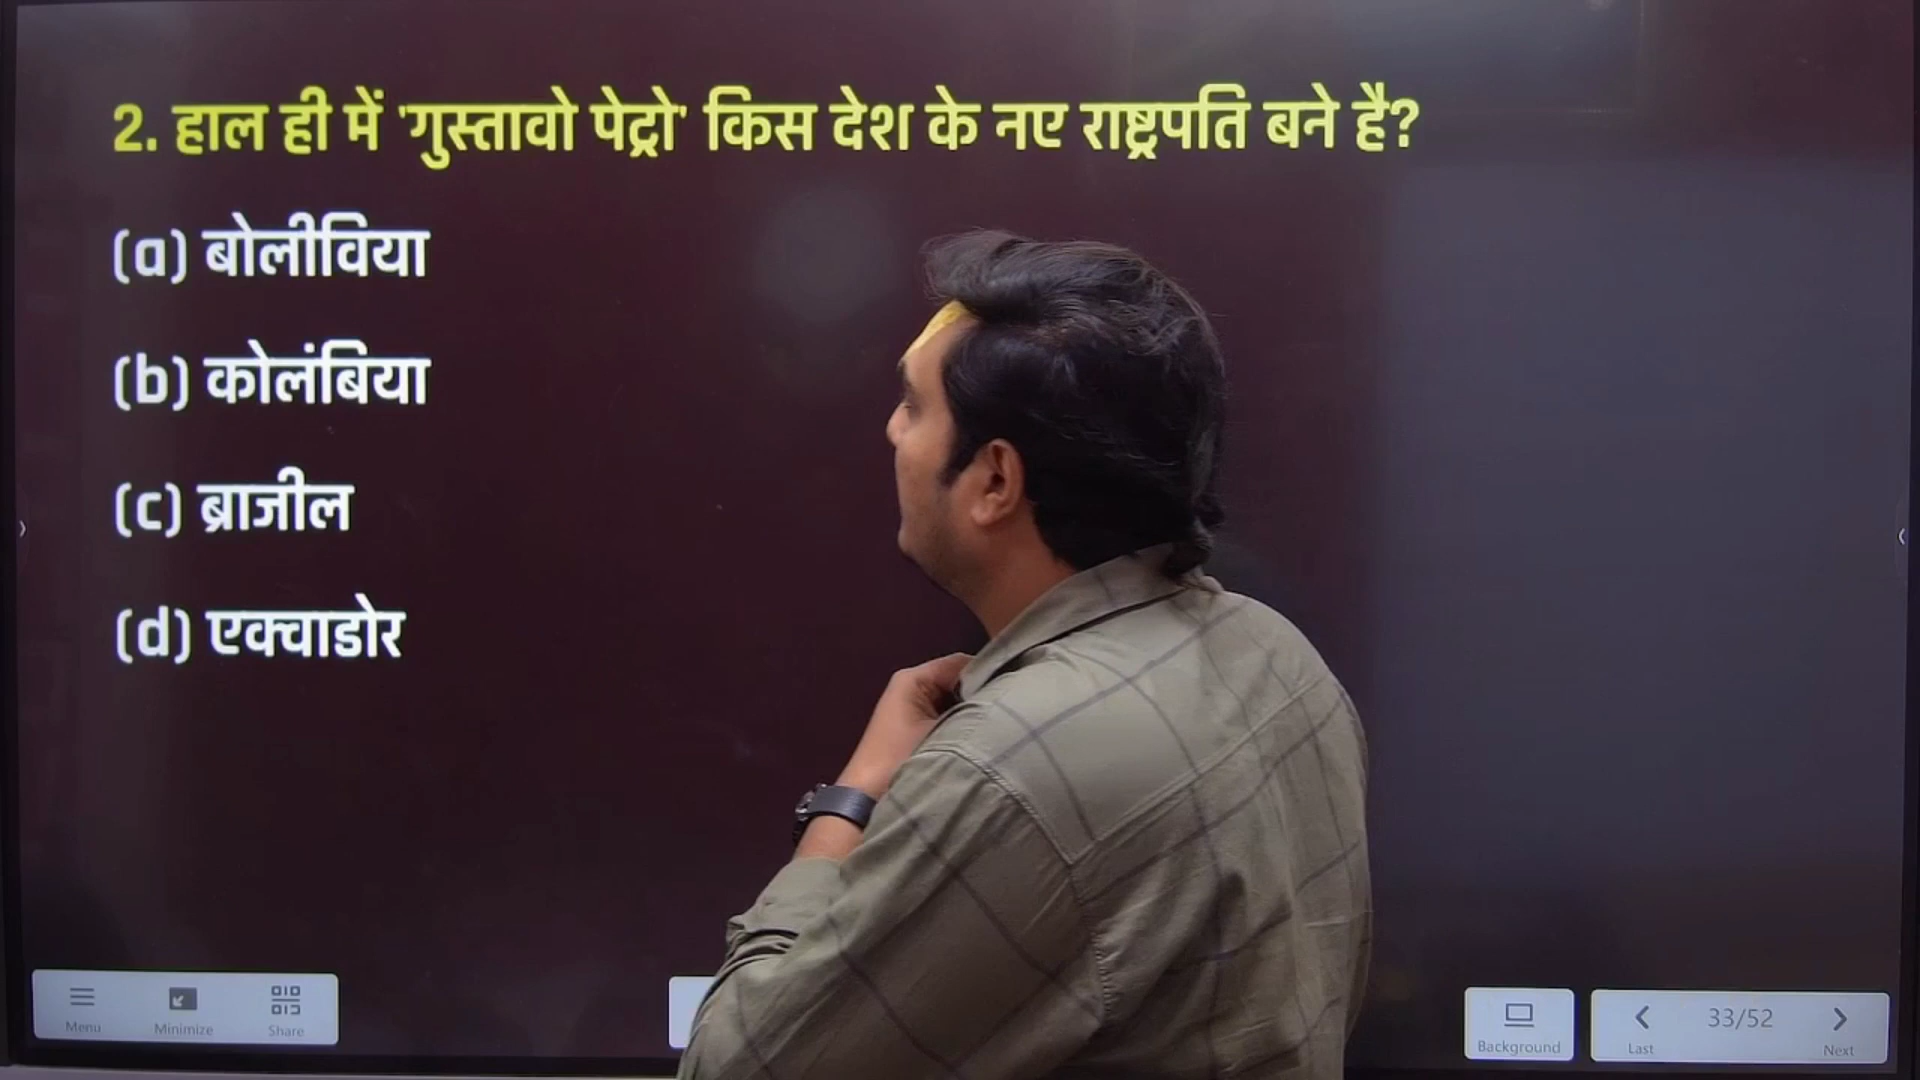 2. हाल ही में 'गुस्तावो पेट्रो' किस देश के नए राष्ट्रपति बने है?
(a) बोलीविया
(b) कोलंबिया
(c) ब्राजील
(d) एक्वाडोर
Menu Minimize Share Background Last 33/52 Next